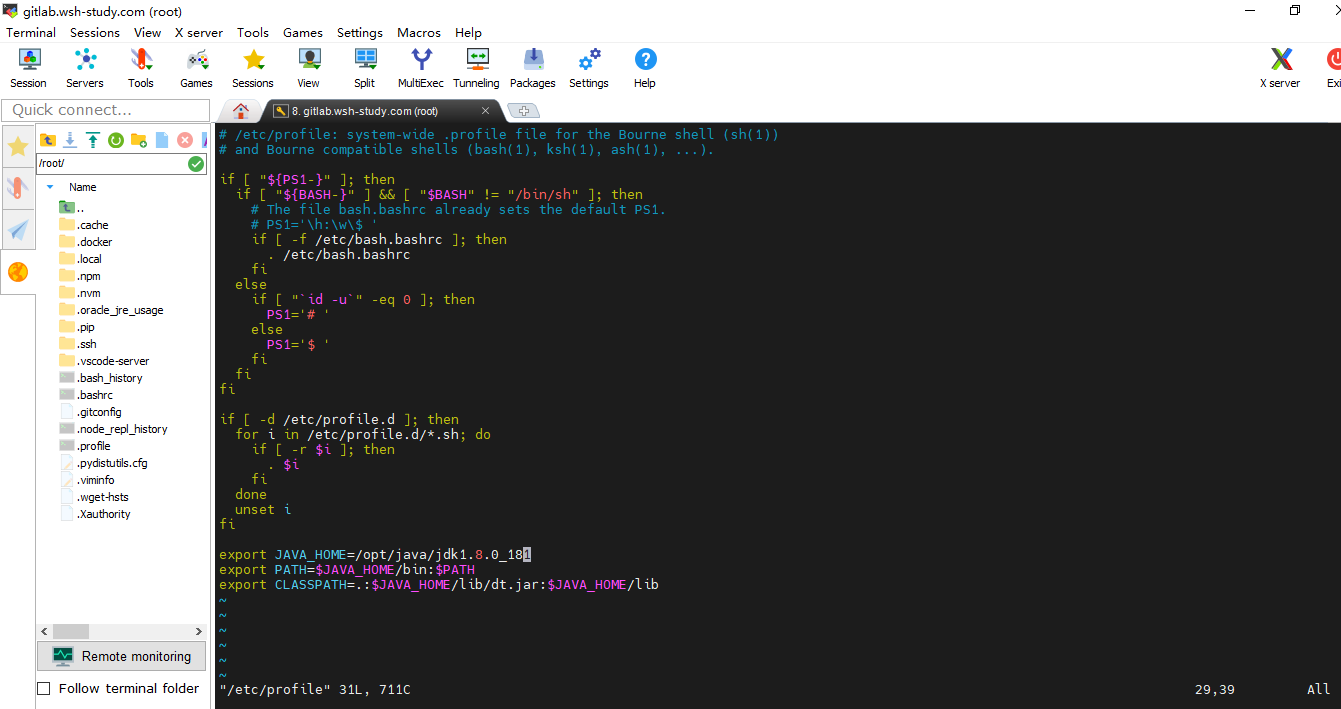 gitlab.wsh-study.com (root)
Terminal Sessions View X server Tools Games Settings Macros Help
Session Servers Tools Games Sessions View Split MultiExec Tunneling Packages Settings Help X server Exi
Quick connect... 8. gitlab.wsh-study.com (root)
/root/
Name
..
.cache
.docker
.local
.npm
.nvm
.oracle_jre_usage
.pip
.ssh
.vscode-server
.bash_history
.bashrc
.gitconfig
.node_repl_history
.profile
.pydistutils.cfg
.viminfo
.wget-hsts
.Xauthority
Remote monitoring
Follow terminal folder
# /etc/profile: system-wide .profile file for the Bourne shell (sh(1))
# and Bourne compatible shells (bash(1), ksh(1), ash(1), ...).
if [ "${PS1-}" ]; then
  if [ "${BASH-}" ] && [ "$BASH" != "/bin/sh" ]; then
    # The file bash.bashrc already sets the default PS1.
    # PS1='\h:\w\$ '
    if [ -f /etc/bash.bashrc ]; then
      . /etc/bash.bashrc
    fi
  else
    if [ "`id -u`" -eq 0 ]; then
      PS1='# '
    else
      PS1='$ '
    fi
  fi
fi
if [ -d /etc/profile.d ]; then
  for i in /etc/profile.d/*.sh; do
    if [ -r $i ]; then
      . $i
    fi
  done
  unset i
fi
export JAVA_HOME=/opt/java/jdk1.8.0_181
export PATH=$JAVA_HOME/bin:$PATH
export CLASSPATH=.:$JAVA_HOME/lib/dt.jar:$JAVA_HOME/lib
~
~
~
~
~
~
"/etc/profile" 31L, 711C 29,39 All